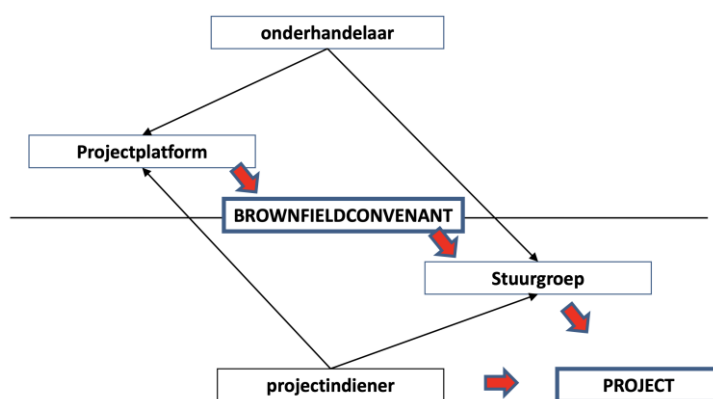 onderhandelaar
Projectplatform
BROWNFIELDCONVENANT
Stuurgroep
projectindiener
PROJECT